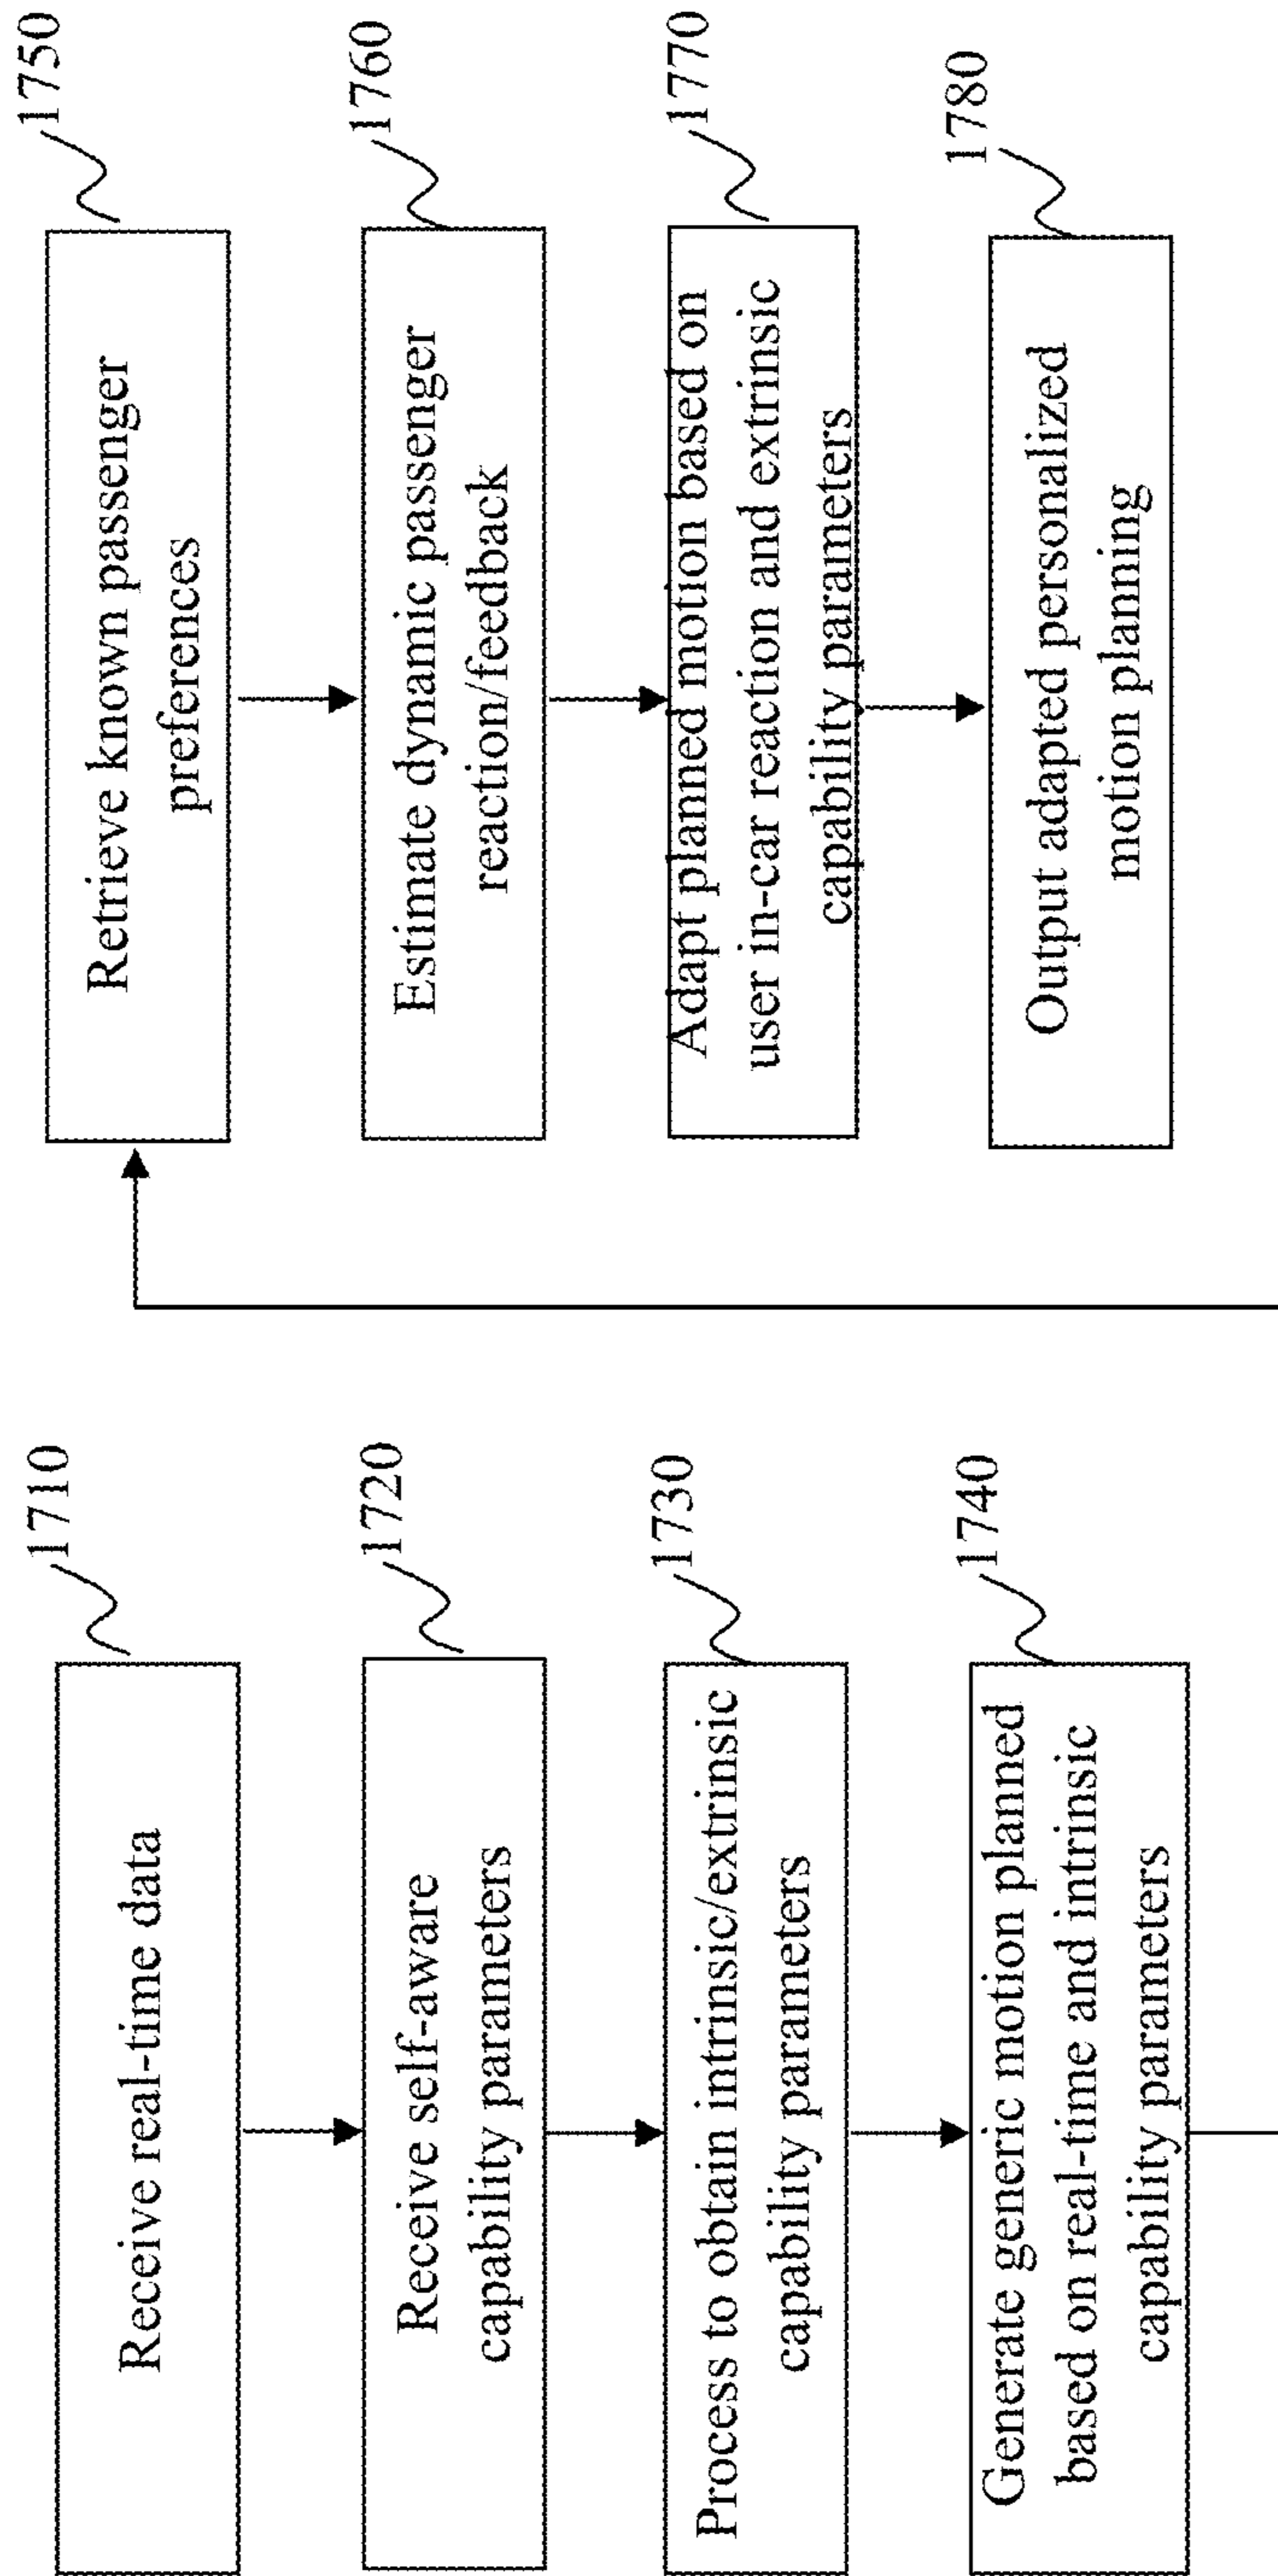 Receive real-time data
1710
Receive self-aware
capability parameters
1720
Process to obtain intrinsic/extrinsic
capability parameters
1730
Generate generic motion planned
based on real-time and intrinsic
capability parameters
1740
Retrieve known passenger
preferences
1750
Estimate dynamic passenger
reaction/feedback
1760
Adapt planned motion based on
user in-car reaction and extrinsic
capability parameters
1770
Output adapted personalized
motion planning
1780